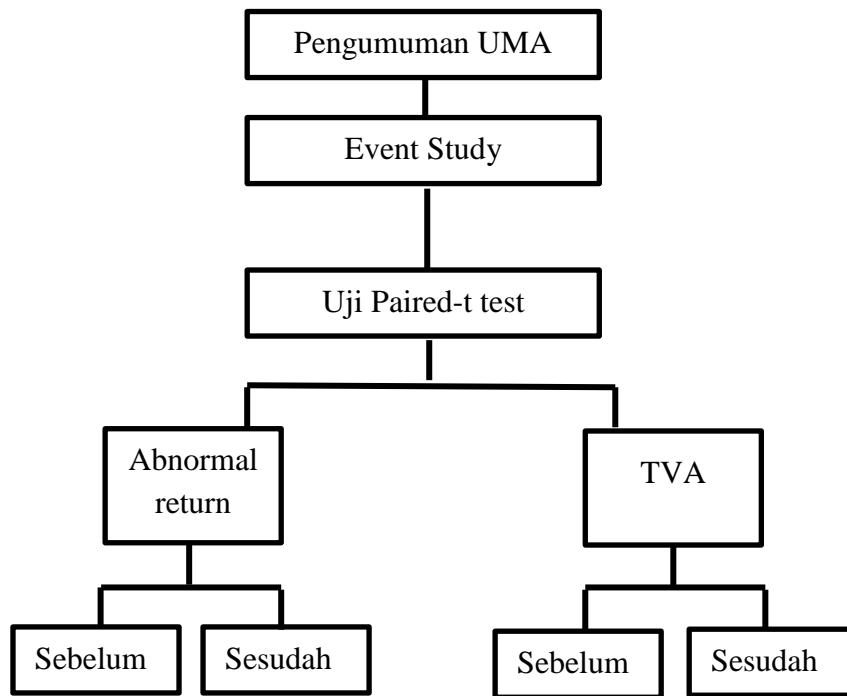 Pengumuman UMA
Event Study
Uji Paired-t test
Abnormal
return
TVA
Sebelum
Sesudah
Sebelum
Sesudah